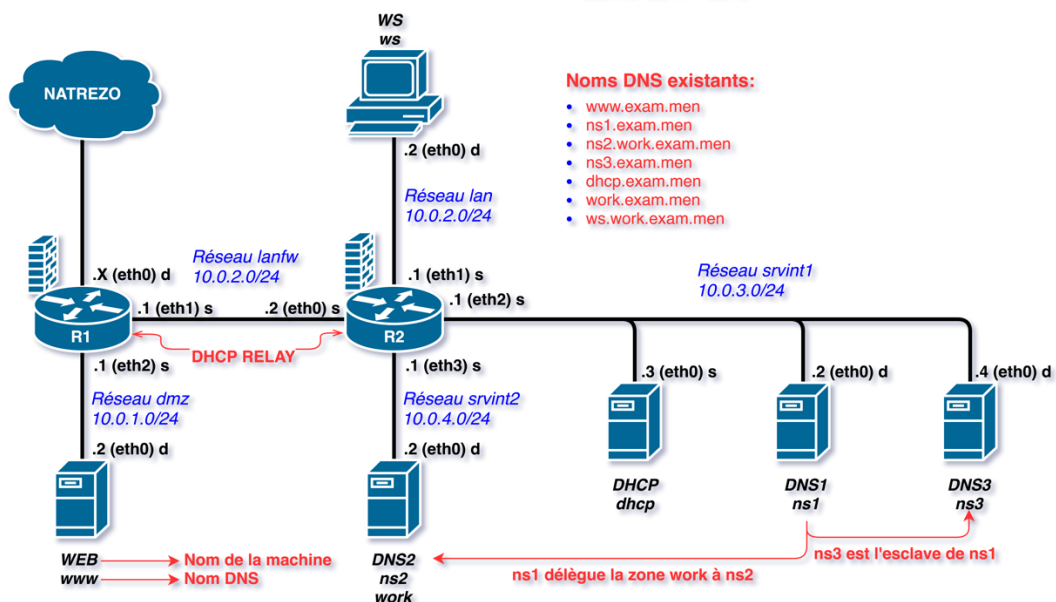 WS
ws
NATREZO
Noms DNS existants:
• www.exam.men
• ns1.exam.men
• ns2.work.exam.men
• ns3.exam.men
• dhcp.exam.men
• work.exam.men
• ws.work.exam.men
.2 (eth0) d
Réseau lan
10.0.2.0/24
Réseau lanfw
10.0.2.0/24
Réseau srvint1
10.0.3.0/24
.X (eth0) d
.1 (eth1) s
.2 (eth0) s
.1 (eth1) s
.1 (eth2) s
R1
R2
DHCP RELAY
.1 (eth2) s
.1 (eth3) s
Réseau dmz
10.0.1.0/24
Réseau srvint2
10.0.4.0/24
.3 (eth0) s
.2 (eth0) d
.4 (eth0) d
.2 (eth0) d
.2 (eth0) d
DHCP
dhcp
DNS1
ns1
DNS3
ns3
WEB
Nom de la machine
www
Nom DNS
DNS2
ns2
work
ns1 délègue la zone work à ns2
ns3 est l'esclave de ns1